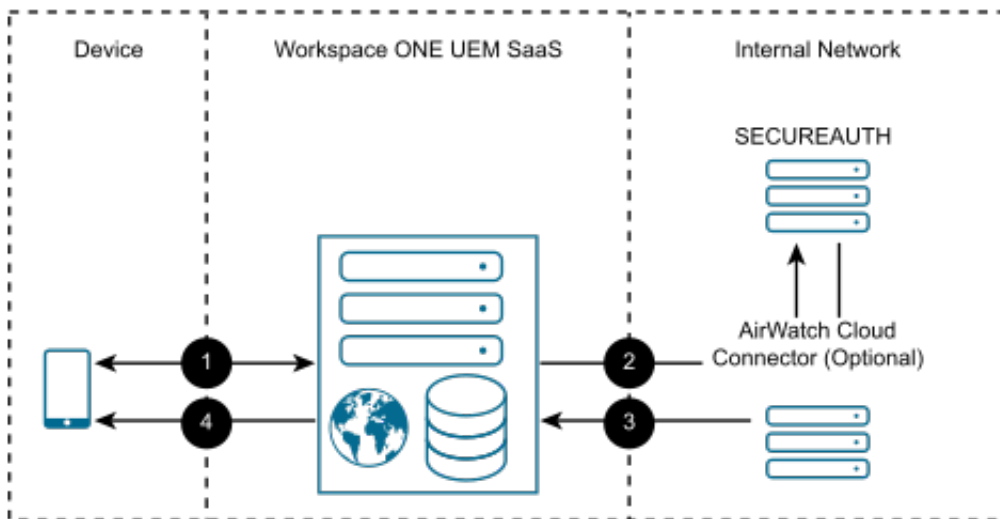 Device
Workspace ONE UEM SaaS
Internal Network
SECUREAUTH
AirWatch Cloud
Connector (Optional)
1
2
4
3